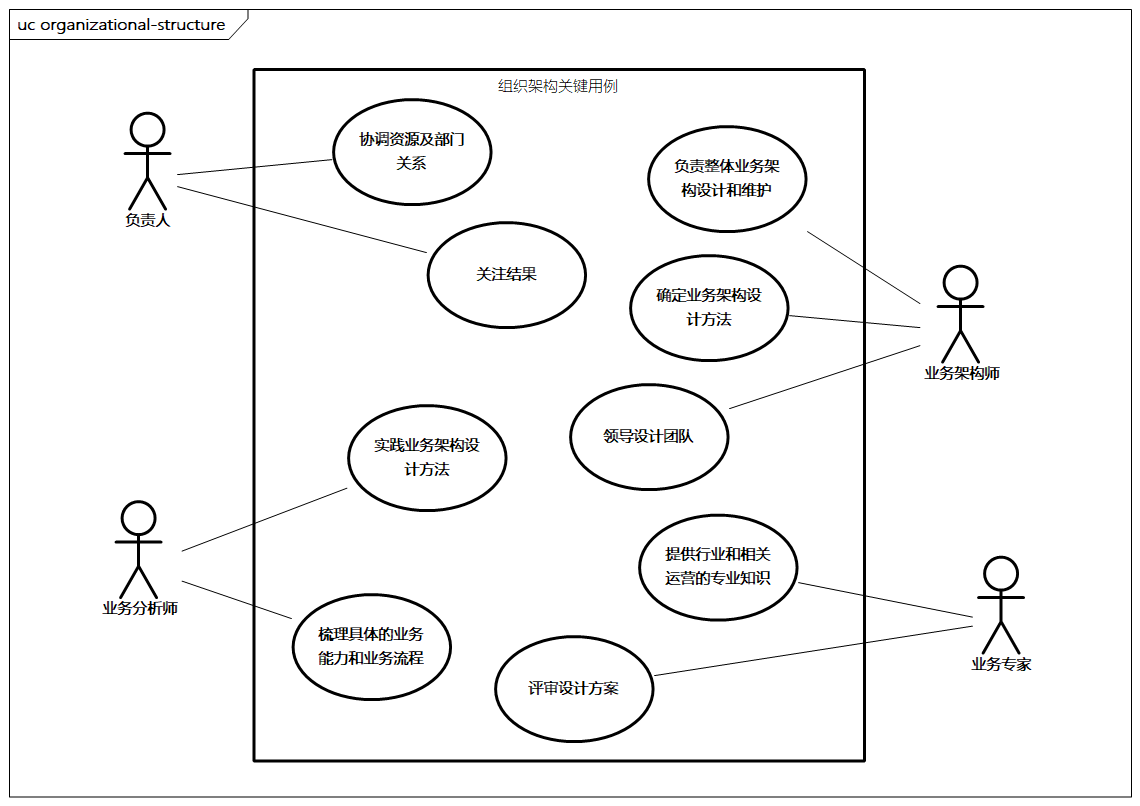 uc organizational-structure
组织架构关键用例
协调资源及部门
关系
负责整体业务架
构设计和维护
负责人
关注结果
确定业务架构设
计方法
业务架构师
领导设计团队
实践业务架构设
计方法
提供行业和相关
运营的专业知识
业务分析师
梳理具体的业务
能力和业务流程
业务专家
评审设计方案